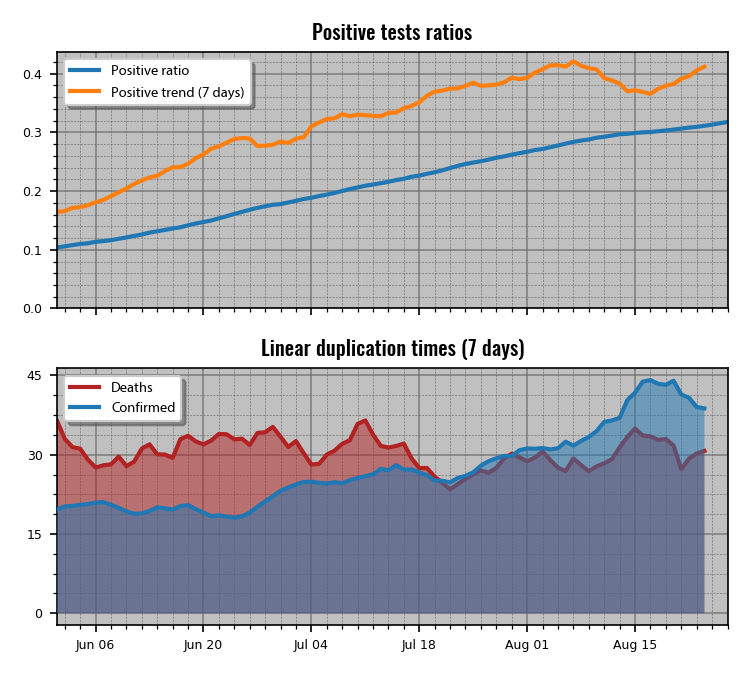 Positive tests ratios
Positive ratio
Positive trend (7 days)
0.4
0.3
0.2
0.1
0.0
Linear duplication times (7 days)
Deaths
Confirmed
45
30
15
0
Jun 06 Jun 20 Jul 04 Jul 18 Aug 01 Aug 15